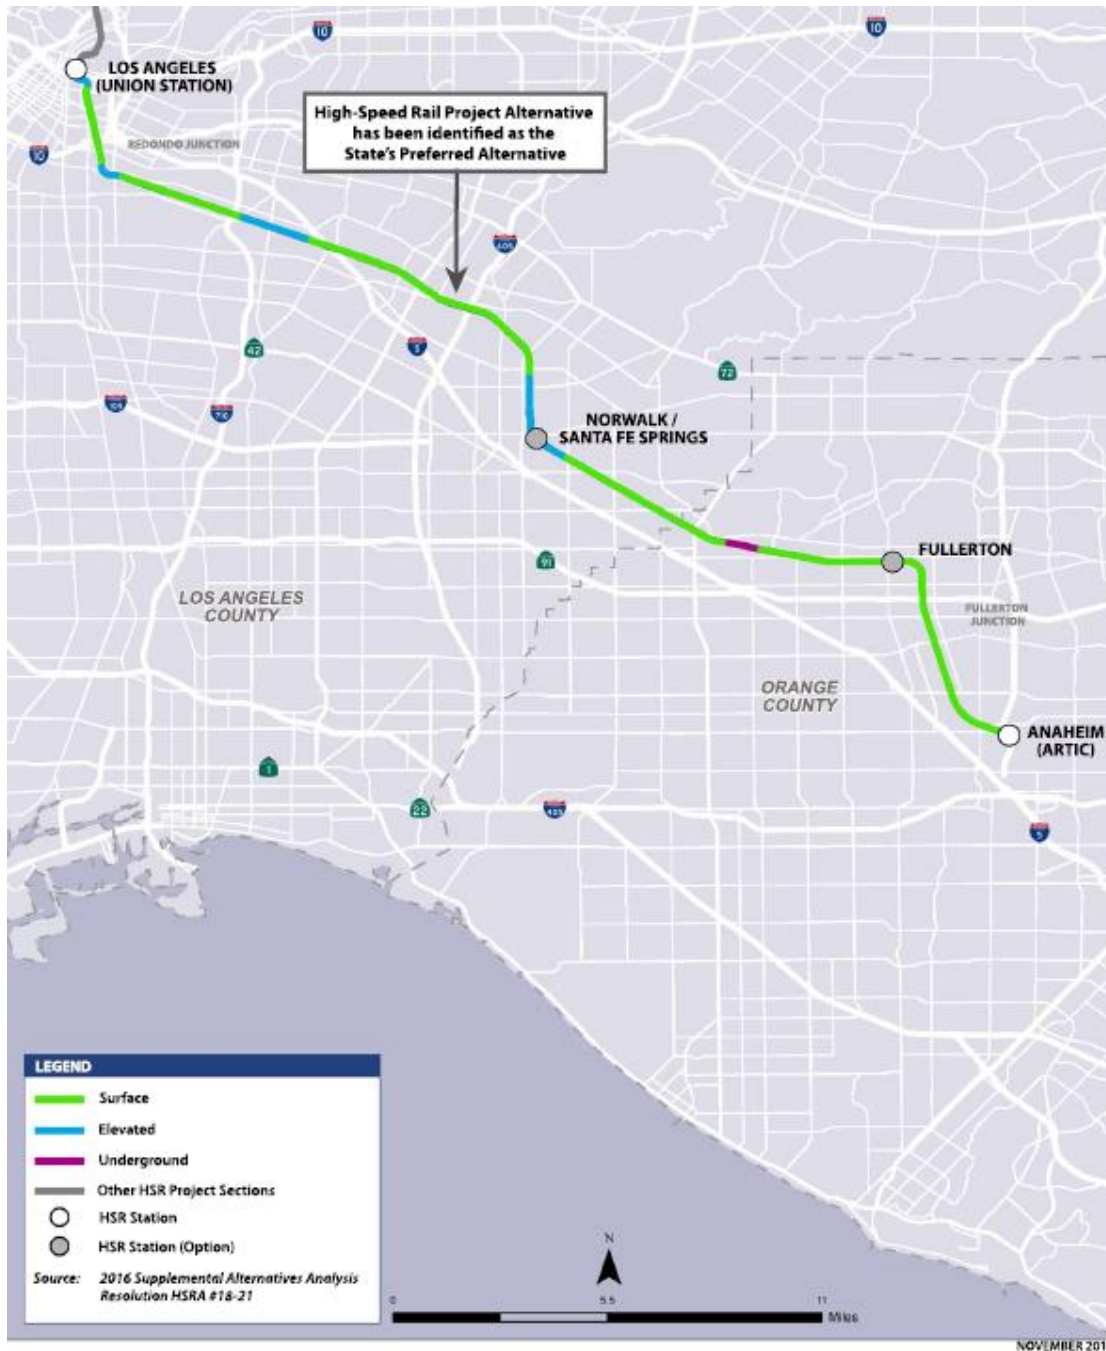 10
10
LOS ANGELES
(UNION STATION)
High-Speed Rail Project Alternative
has been identified as the
State's Preferred Alternative
REDONDO JUNCTION
10
605
42
5
72
105
710
NORWALK /
SANTA FE SPRINGS
91
FULLERTON
LOS ANGELES
COUNTY
FULLERTON
JUNCTION
ORANGE
COUNTY
ANAHEIM
(ARTIC)
1
22
405
5
LEGEND
Surface
Elevated
Underground
Other HSR Project Sections
HSR Station
HSR Station (Option)
Source: 2016 Supplemental Alternatives Analysis
Resolution HSRA #18-21
N
0 5.5 11
Miles
NOVEMBER 201